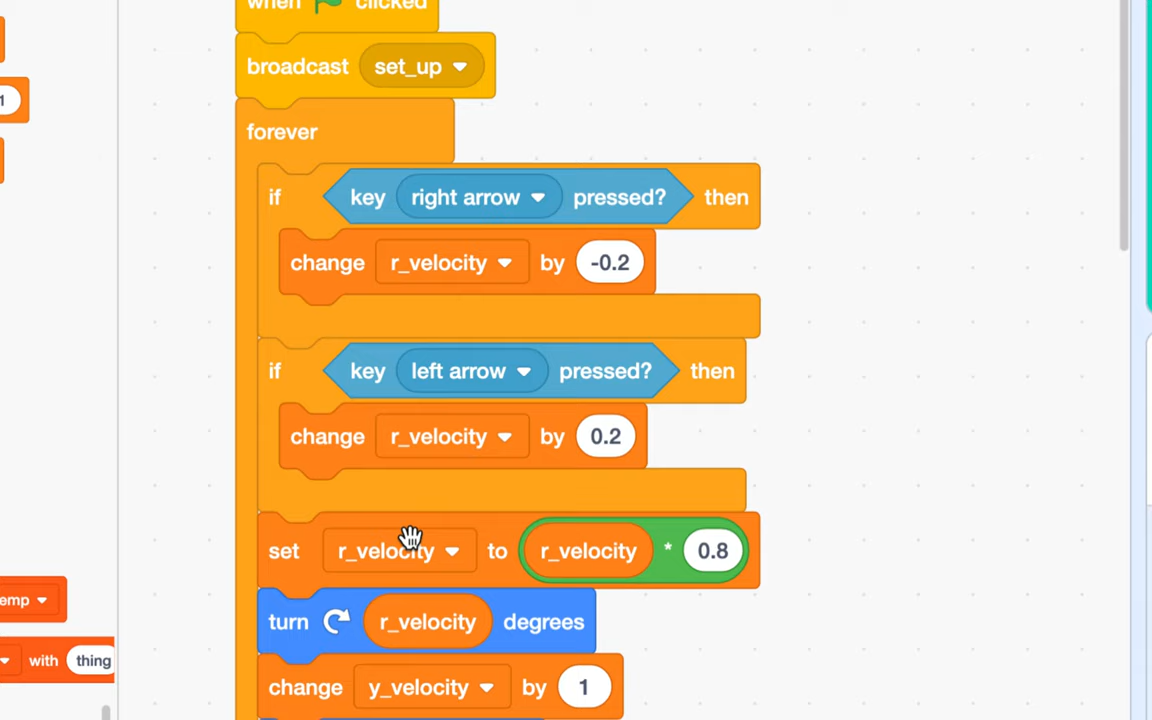 when clicked
broadcast set_up
1
forever
if key right arrow pressed? then
change r_velocity by -0.2
if key left arrow pressed? then
change r_velocity by 0.2
set r_velocity to r_velocity * 0.8
emp
turn r_velocity degrees
with thing
change y_velocity by 1